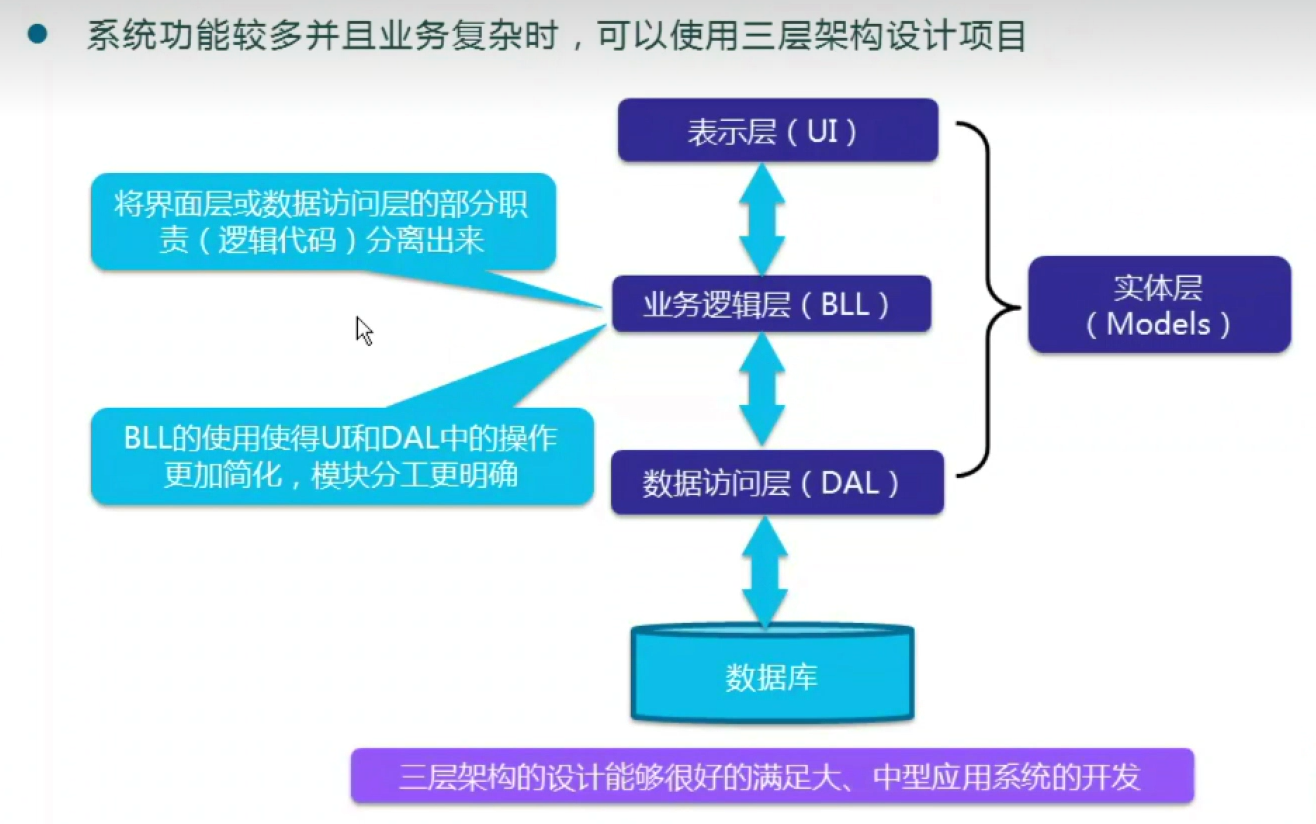 系统功能较多并且业务复杂时，可以使用三层架构设计项目
表示层（UI）
将界面层或数据访问层的部分职
责（逻辑代码）分离出来
业务逻辑层（BLL）
实体层
（Models）
BLL的使用使得UI和DAL中的操作
更加简化，模块分工更明确
数据访问层（DAL）
数据库
三层架构的设计能够很好的满足大、中型应用系统的开发